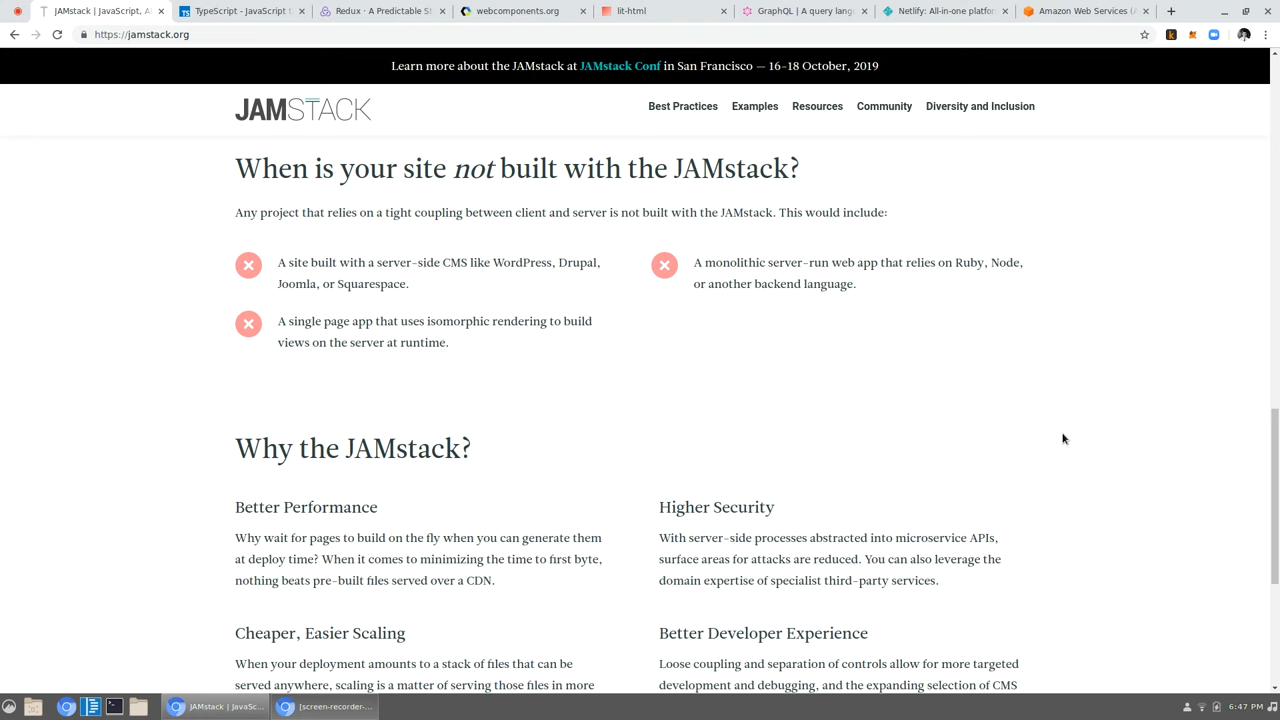 JAMstack | JavaScript, A
TypeScript - JavaScript t
Redux · A Predictable S
webcomponents.org
lit-html
GraphQL | A query lang
Netlify: All-in-one platfor
Amazon Web Services (A
https://jamstack.org
Learn more about the JAMstack at JAMstack Conf in San Francisco — 16-18 October, 2019
JAMSTACK
Best Practices
Examples
Resources
Community
Diversity and Inclusion
When is your site not built with the JAMstack?
Any project that relies on a tight coupling between client and server is not built with the JAMstack. This would include:
A site built with a server-side CMS like WordPress, Drupal,
Joomla, or Squarespace.
A monolithic server-run web app that relies on Ruby, Node,
or another backend language.
A single page app that uses isomorphic rendering to build
views on the server at runtime.
Why the JAMstack?
Better Performance
Why wait for pages to build on the fly when you can generate them
at deploy time? When it comes to minimizing the time to first byte,
nothing beats pre-built files served over a CDN.
Higher Security
With server-side processes abstracted into microservice APIs,
surface areas for attacks are reduced. You can also leverage the
domain expertise of specialist third-party services.
Cheaper, Easier Scaling
When your deployment amounts to a stack of files that can be
served anywhere, scaling is a matter of serving those files in more
Better Developer Experience
Loose coupling and separation of controls allow for more targeted
development and debugging, and the expanding selection of CMS
JAMstack | JavaSc...
[screen-recorder-...
6:47 PM